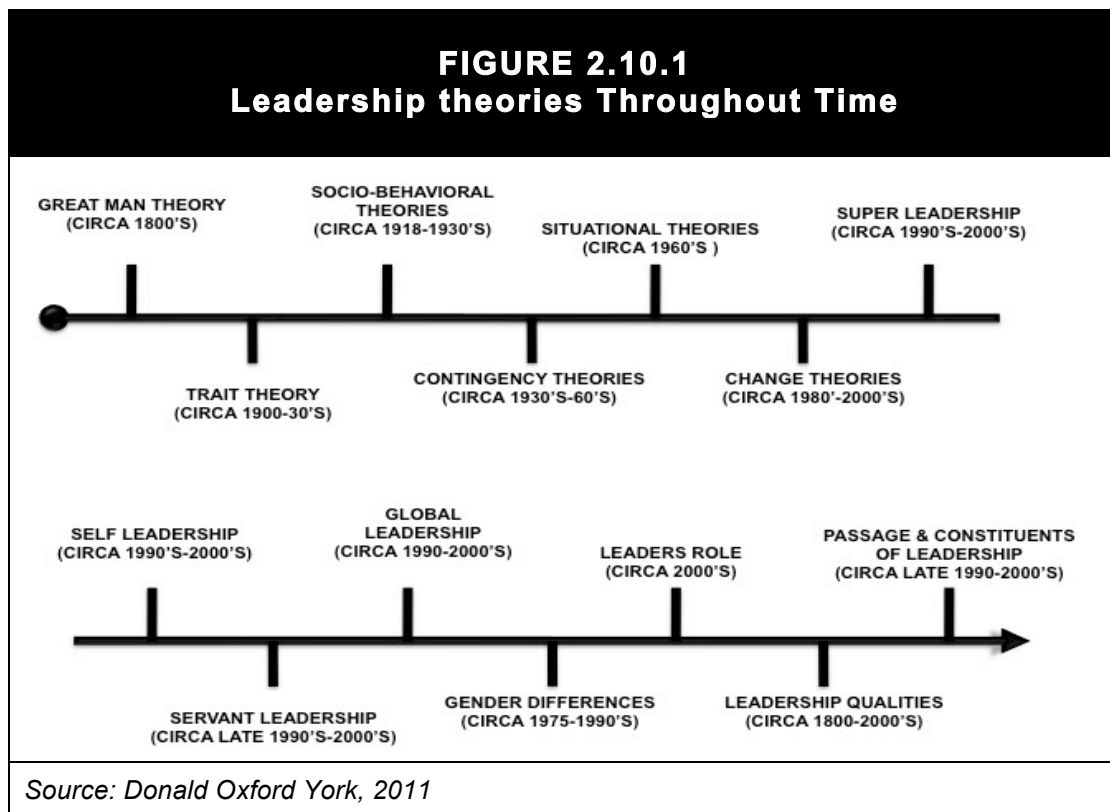 FIGURE 2.10.1
Leadership theories Throughout Time
GREAT MAN THEORY
(CIRCA 1800'S)
TRAIT THEORY
(CIRCA 1900-30'S)
SOCIO-BEHAVIORAL
THEORIES
(CIRCA 1918-1930'S)
CONTINGENCY THEORIES
(CIRCA 1930'S-60'S)
SITUATIONAL THEORIES
(CIRCA 1960'S )
CHANGE THEORIES
(CIRCA 1980'-2000'S)
SUPER LEADERSHIP
(CIRCA 1990'S-2000'S)
SELF LEADERSHIP
(CIRCA 1990'S-2000'S)
SERVANT LEADERSHIP
(CIRCA LATE 1990'S-2000'S)
GLOBAL
LEADERSHIP
(CIRCA 1990-2000'S)
GENDER DIFFERENCES
(CIRCA 1975-1990'S)
LEADERS ROLE
(CIRCA 2000'S)
LEADERSHIP QUALITIES
(CIRCA 1800-2000'S)
PASSAGE & CONSTITUENTS
OF LEADERSHIP
(CIRCA LATE 1990-2000'S)
Source: Donald Oxford York, 2011